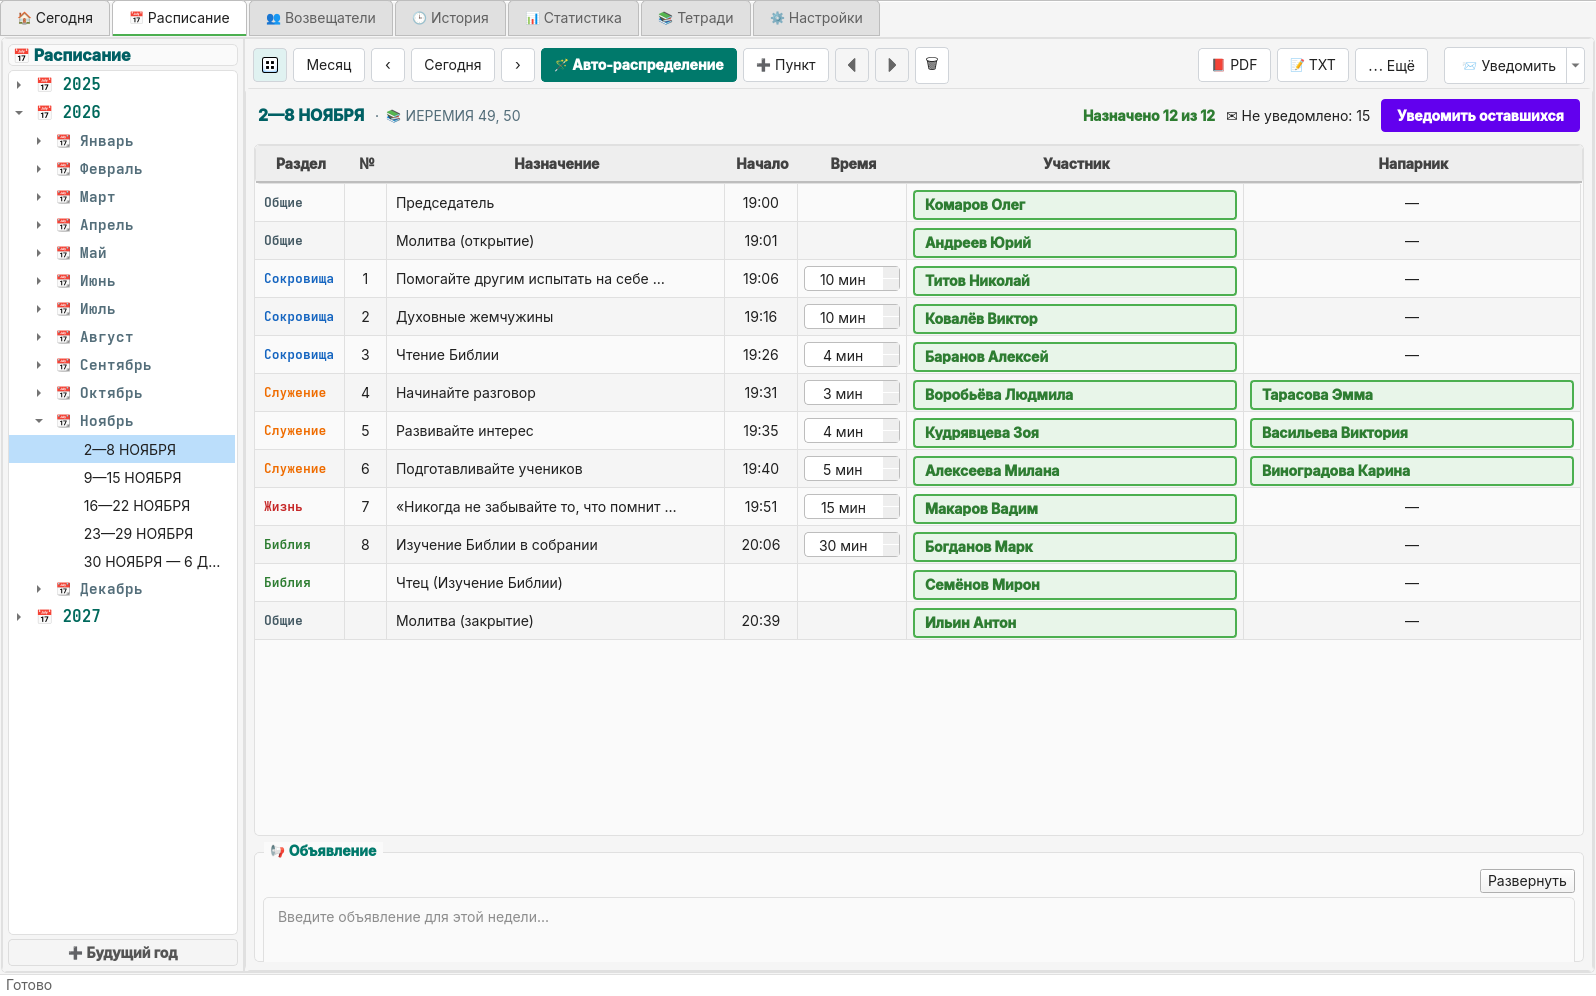 Сегодня
Расписание
Возвещатели
История
Статистика
Тетради
Настройки
Расписание
2025
2026
Январь
Февраль
Март
Апрель
Май
Июнь
Июль
Август
Сентябрь
Октябрь
Ноябрь
2—8 НОЯБРЯ
9—15 НОЯБРЯ
16—22 НОЯБРЯ
23—29 НОЯБРЯ
30 НОЯБРЯ — 6 Д...
Декабрь
2027
Будущий год
Месяц ‹ Сегодня › Авто-распределение Пункт PDF TXT ... Ещё Уведомить
2—8 НОЯБРЯ · ИЕРЕМИЯ 49, 50 Назначено 12 из 12 Не уведомлено: 15 Уведомить оставшихся
Раздел № Назначение Начало Время Участник Напарник
Общие Председатель 19:00 Комаров Олег —
Общие Молитва (открытие) 19:01 Андреев Юрий —
Сокровища 1 Помогайте другим испытать на себе ... 19:06 10 мин Титов Николай —
Сокровища 2 Духовные жемчужины 19:16 10 мин Ковалёв Виктор —
Сокровища 3 Чтение Библии 19:26 4 мин Баранов Алексей —
Служение 4 Начинайте разговор 19:31 3 мин Воробьёва Людмила Тарасова Эмма
Служение 5 Развивайте интерес 19:35 4 мин Кудрявцева Зоя Васильева Виктория
Служение 6 Подготавливайте учеников 19:40 5 мин Алексеева Милана Виноградова Карина
Жизнь 7 «Никогда не забывайте то, что помнит ... 19:51 15 мин Макаров Вадим —
Библия 8 Изучение Библии в собрании 20:06 30 мин Богданов Марк —
Библия Чтец (Изучение Библии) Семёнов Мирон —
Общие Молитва (закрытие) 20:39 Ильин Антон —
Объявление
Развернуть
Введите объявление для этой недели...
Готово